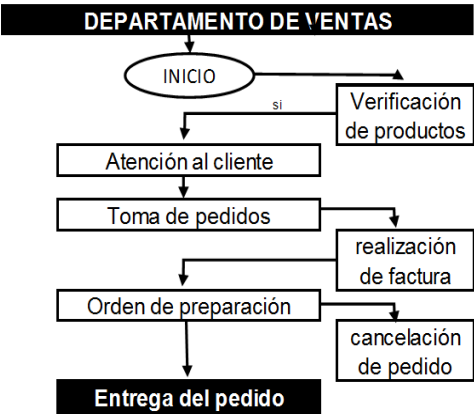 DEPARTAMENTO DE VENTAS
INICIO
si
Verificación
de productos
Atención al cliente
Toma de pedidos
realización
de factura
Orden de preparación
cancelación
de pedido
Entrega del pedido